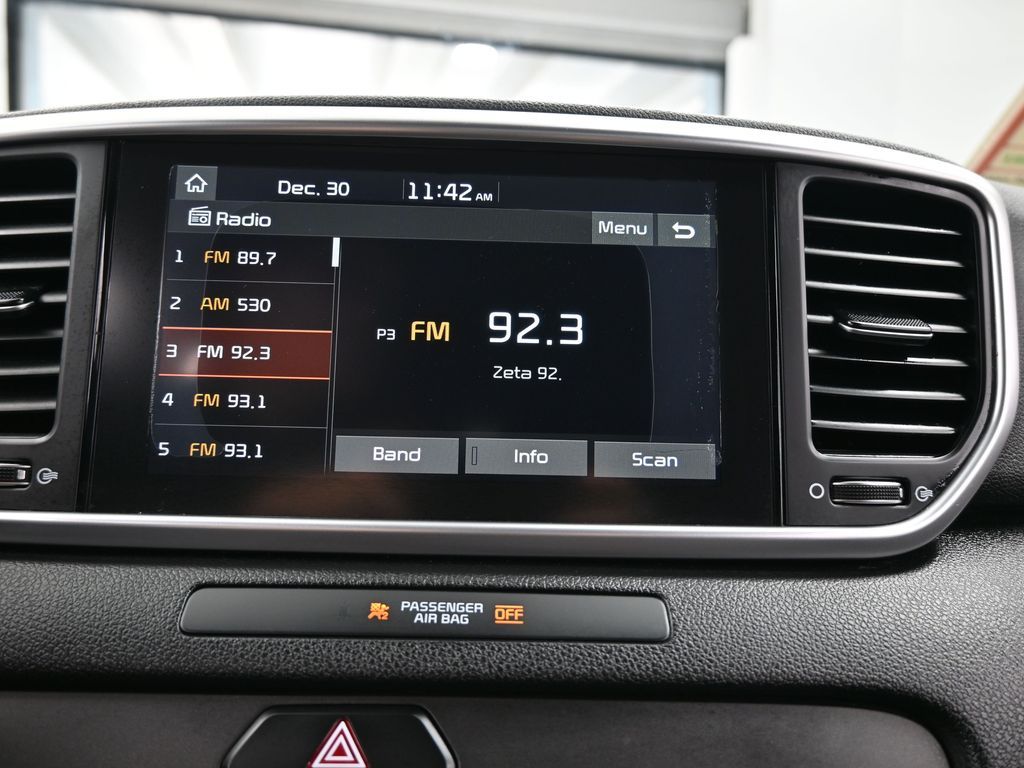 Dec. 30 11:42 AM
Radio Menu
1 FM 89.7
2 AM 530
3 FM 92.3
4 FM 93.1
5 FM 93.1
P3 FM 92.3
Zeta 92.
Band Info Scan
PASSENGER
AIR BAG OFF